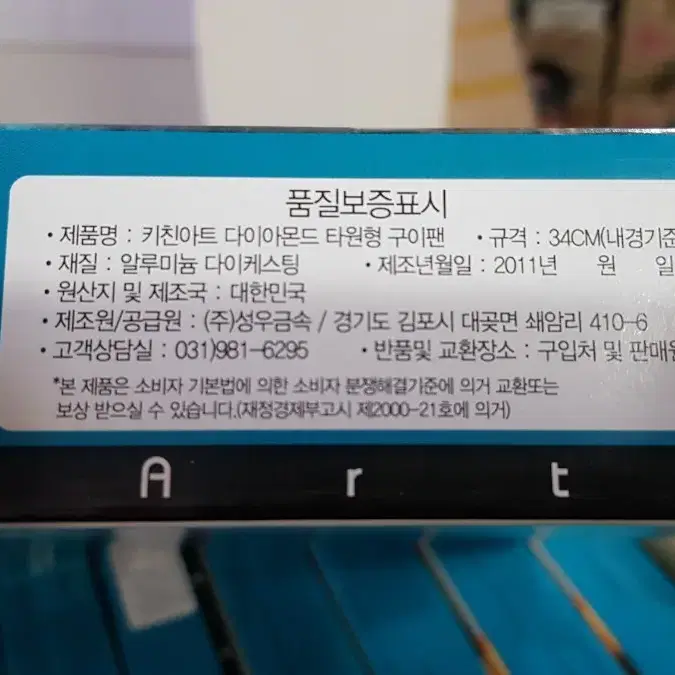 품질보증표시
· 제품명 : 키친아트 다이아몬드 타원형 구이팬 · 규격 : 34CM(내경기준
· 재질 : 알루미늄 다이케스팅 · 제조년월일 : 2011년 월 일
· 원산지 및 제조국 : 대한민국
· 제조원/공급원 : (주)성우금속 / 경기도 김포시 대곶면 쇄암리 410-6
· 고객상담실 : 031)981-6295 · 반품및 교환장소 : 구입처 및 판매원
*본 제품은 소비자 기본법에 의한 소비자 분쟁해결기준에 의거 교환또는
보상 받으실 수 있습니다.(재정경제부고시 제2000-21호에 의거)
Art